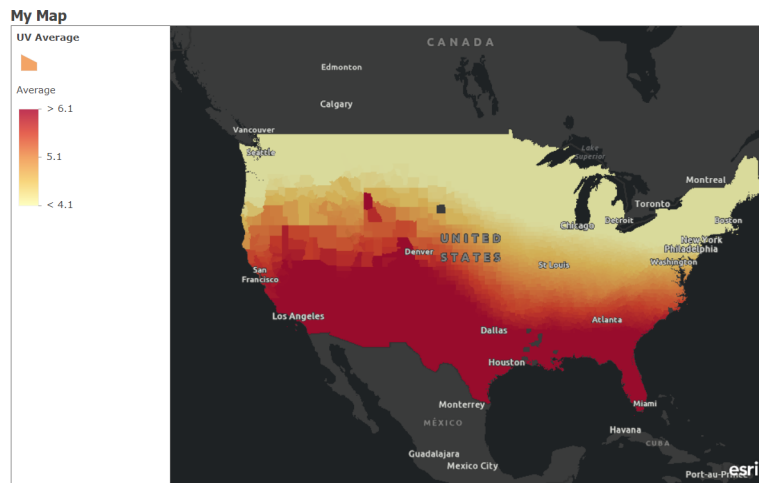 My Map
UV Average
Average
> 6.1
5.1
< 4.1
CANADA
Edmonton
Calgary
Vancouver
Seattle
Lake
Superior
Montreal
Toronto
Chicago
Detroit
Boston
New York
Philadelphia
UNITED
STATES
Denver
St Louis
Washington
San
Francisco
Los Angeles
Dallas
Atlanta
Houston
Monterrey
Miami
MÉXICO
Havana
CUBA
Guadalajara
Mexico City
Port-au-Prince
esri